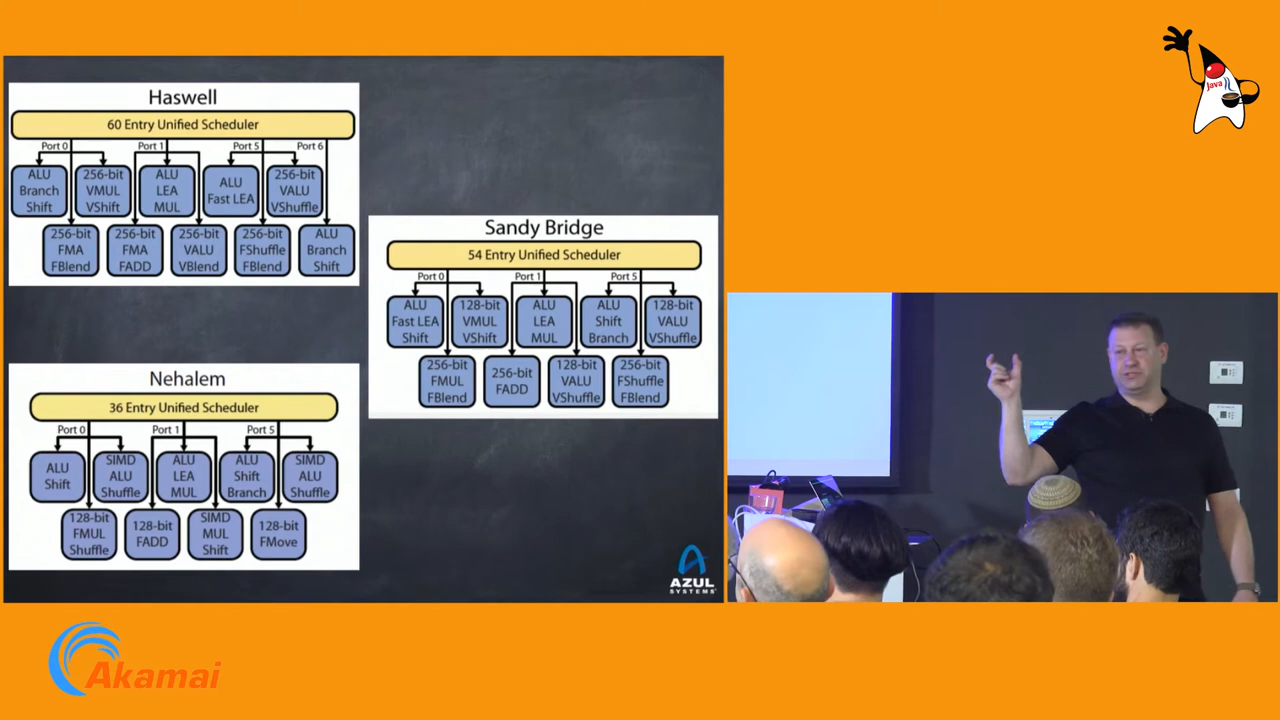 Haswell
60 Entry Unified Scheduler
Port 0
Port 1
Port 5
Port 6
ALU
Branch
Shift
256-bit
VMUL
VShift
ALU
LEA
MUL
ALU
Fast LEA
256-bit
VALU
VShuffle
256-bit
FMA
FBlend
256-bit
FMA
FADD
256-bit
VALU
VBlend
256-bit
FShuffle
FBlend
ALU
Branch
Shift
Sandy Bridge
54 Entry Unified Scheduler
Port 0
Port 1
Port 5
ALU
Fast LEA
Shift
128-bit
VMUL
VShift
ALU
LEA
MUL
ALU
Shift
Branch
128-bit
VALU
VShuffle
256-bit
FMUL
FBlend
256-bit
FADD
128-bit
VALU
VShuffle
256-bit
FShuffle
FBlend
Nehalem
36 Entry Unified Scheduler
Port 0
Port 1
Port 5
ALU
Shift
SIMD
ALU
Shuffle
ALU
LEA
MUL
ALU
Shift
Branch
SIMD
ALU
Shuffle
128-bit
FMUL
Shuffle
128-bit
FADD
SIMD
MUL
Shift
128-bit
FMove
AZUL
SYSTEMS
Java
Akamai